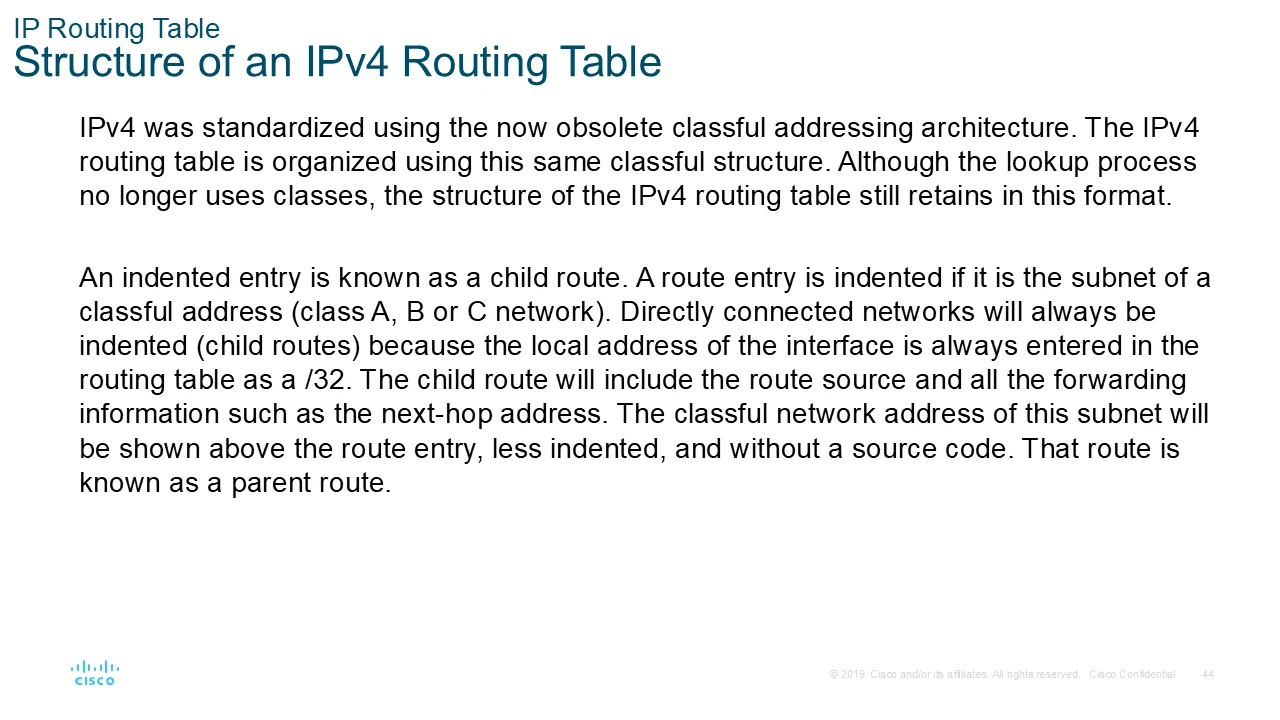 IP Routing Table
Structure of an IPv4 Routing Table
IPv4 was standardized using the now obsolete classful addressing architecture. The IPv4
routing table is organized using this same classful structure. Although the lookup process
no longer uses classes, the structure of the IPv4 routing table still retains in this format.
An indented entry is known as a child route. A route entry is indented if it is the subnet of a
classful address (class A, B or C network). Directly connected networks will always be
indented (child routes) because the local address of the interface is always entered in the
routing table as a /32. The child route will include the route source and all the forwarding
information such as the next-hop address. The classful network address of this subnet will
be shown above the route entry, less indented, and without a source code. That route is
known as a parent route.
CISCO
© 2019 Cisco and/or its affiliates. All rights reserved. Cisco Confidential
44